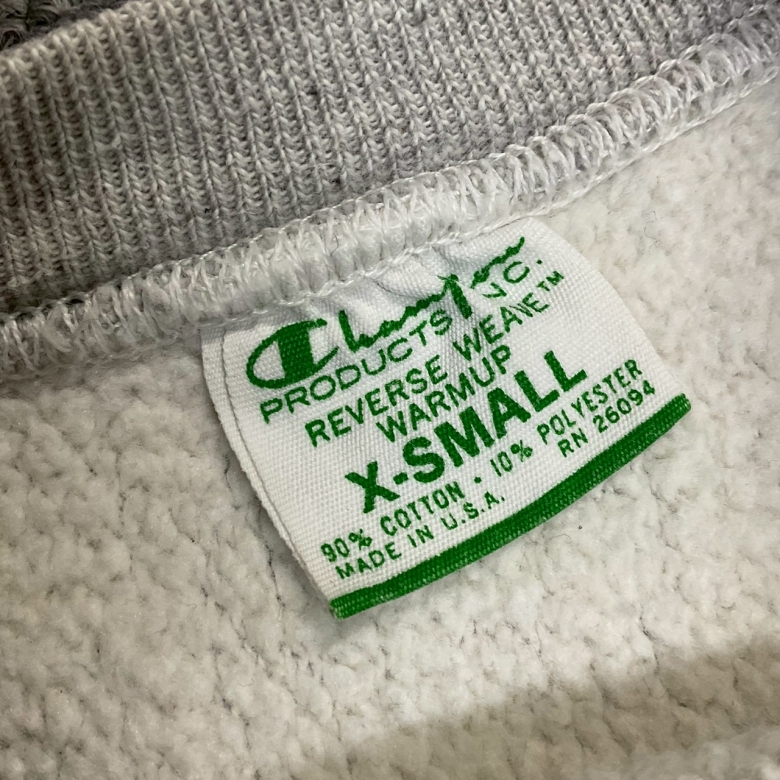 Champion
PRODUCTS INC.
REVERSE WEAVE™
WARMUP
X-SMALL
90% COTTON · 10% POLYESTER
MADE IN U.S.A. RN 26094